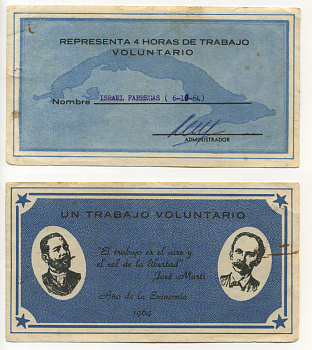 REPRESENTA 4 HORAS DE TRABAJO
VOLUNTARIO
Nombre ISRAEL FABREGAS ( 6-10-64)
ADMINISTRADOR
UN TRABAJO VOLUNTARIO
"El trabajo es el aire y
el sol de la libertad"
José Martí
Año de la Economía
1964